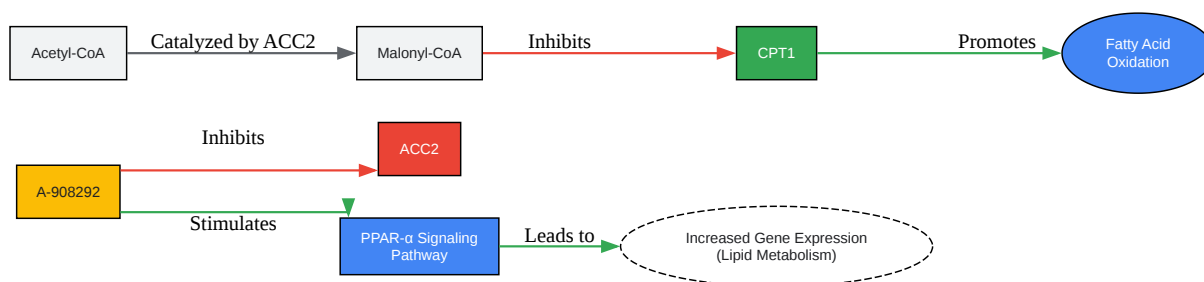 Acetyl-CoA
Catalyzed by ACC2
Malonyl-CoA
Inhibits
CPT1
Promotes
Fatty Acid
Oxidation
A-908292
Inhibits
ACC2
Stimulates
PPAR-α Signaling
Pathway
Leads to
Increased Gene Expression
(Lipid Metabolism)